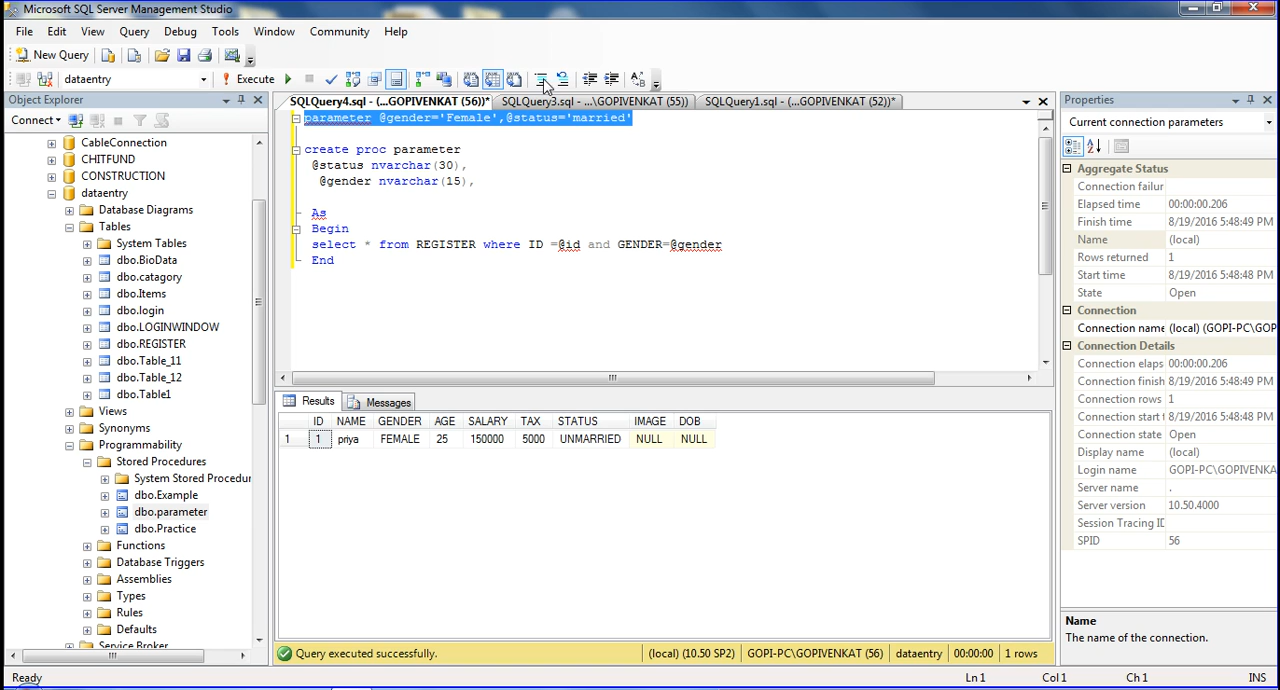 Microsoft SQL Server Management Studio
File Edit View Query Debug Tools Window Community Help
New Query
dataentry Execute
Object Explorer
Connect
CableConnection
CHITFUND
CONSTRUCTION
dataentry
Database Diagrams
Tables
System Tables
dbo.BioData
dbo.catagory
dbo.Items
dbo.login
dbo.LOGINWINDOW
dbo.REGISTER
dbo.Table_11
dbo.Table_12
dbo.Table1
Views
Synonyms
Programmability
Stored Procedures
System Stored Procedur
dbo.Example
dbo.parameter
dbo.Practice
Functions
Database Triggers
Assemblies
Types
Rules
Defaults
Service Broker
SQLQuery4.sql - (...GOPIVENKAT (56))* SQLQuery3.sql - ...\GOPIVENKAT (55)) SQLQuery1.sql - (...GOPIVENKAT (52))*
parameter @gender='Female',@status='married'
create proc parameter
@status nvarchar(30),
@gender nvarchar(15),
As
Begin
select * from REGISTER where ID =@id and GENDER=@gender
End
Results Messages
ID NAME GENDER AGE SALARY TAX STATUS IMAGE DOB
1 1 priya FEMALE 25 150000 5000 UNMARRIED NULL NULL
Query executed successfully. (local) (10.50 SP2) GOPI-PC\GOPIVENKAT (56) dataentry 00:00:00 1 rows
Properties
Current connection parameters
Aggregate Status
Connection failur
Elapsed time 00:00:00.206
Finish time 8/19/2016 5:48:49 PM
Name (local)
Rows returned 1
Start time 8/19/2016 5:48:48 PM
State Open
Connection
Connection name (local) (GOPI-PC\GOP
Connection Details
Connection elaps 00:00:00.206
Connection finish 8/19/2016 5:48:49 PM
Connection rows 1
Connection start t 8/19/2016 5:48:48 PM
Connection state Open
Display name (local)
Login name GOPI-PC\GOPIVENKA
Server name .
Server version 10.50.4000
Session Tracing ID
SPID 56
Name
The name of the connection.
Ready Ln 1 Col 1 Ch 1 INS